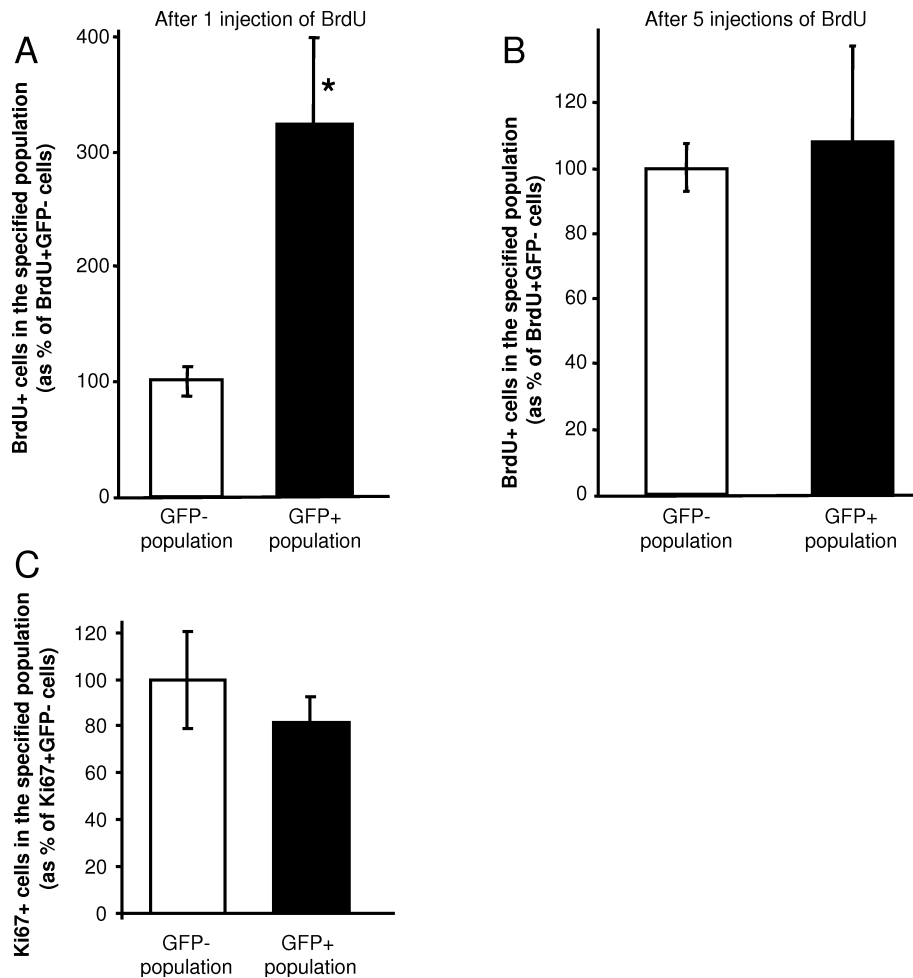 After 1 injection of BrdU
A
BrdU+ cells in the specified population
(as % of BrdU+GFP- cells)
400
300
200
100
0
*
GFP-
population
GFP+
population
After 5 injections of BrdU
B
BrdU+ cells in the specified population
(as % of BrdU+GFP- cells)
120
100
80
60
40
20
0
GFP-
population
GFP+
population
C
Ki67+ cells in the specified population
(as % of Ki67+GFP- cells)
120
100
80
60
40
20
0
GFP-
population
GFP+
population